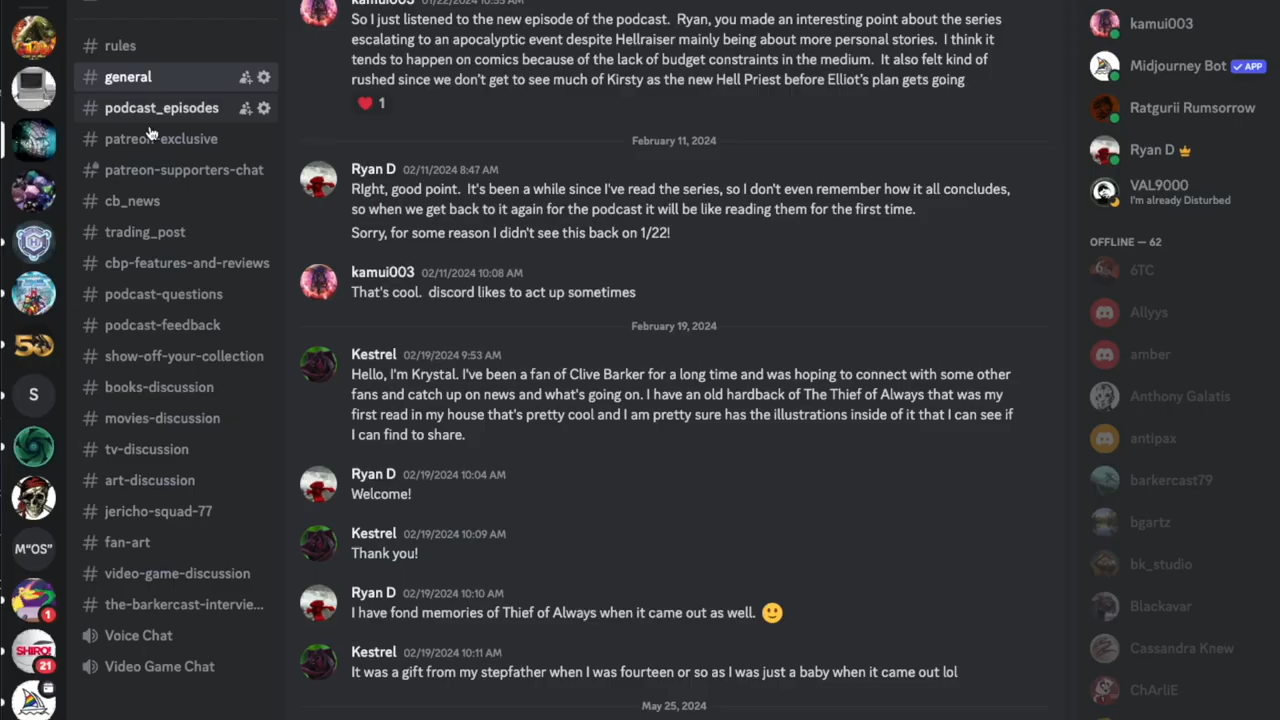 rules
general
podcast_episodes
patreon-exclusive
patreon-supporters-chat
cb_news
trading_post
cbp-features-and-reviews
podcast-questions
podcast-feedback
show-off-your-collection
books-discussion
movies-discussion
tv-discussion
art-discussion
jericho-squad-77
fan-art
video-game-discussion
the-barkercast-intervie...
Voice Chat
Video Game Chat
50
S
M"OS"
1
SHIRO!
21
kamui003 01/22/2024 10:55 AM
So I just listened to the new episode of the podcast. Ryan, you made an interesting point about the series
escalating to an apocalyptic event despite Hellraiser mainly being about more personal stories. I think it
tends to happen on comics because of the lack of budget constraints in the medium. It also felt kind of
rushed since we don't get to see much of Kirsty as the new Hell Priest before Elliot's plan gets going
1
February 11, 2024
Ryan D 02/11/2024 8:47 AM
RIght, good point. It's been a while since I've read the series, so I don't even remember how it all concludes,
so when we get back to it again for the podcast it will be like reading them for the first time.
Sorry, for some reason I didn't see this back on 1/22!
kamui003 02/11/2024 10:08 AM
That's cool. discord likes to act up sometimes
February 19, 2024
Kestrel 02/19/2024 9:53 AM
Hello, I'm Krystal. I've been a fan of Clive Barker for a long time and was hoping to connect with some other
fans and catch up on news and what's going on. I have an old hardback of The Thief of Always that was my
first read in my house that's pretty cool and I am pretty sure has the illustrations inside of it that I can see if
I can find to share.
Ryan D 02/19/2024 10:04 AM
Welcome!
Kestrel 02/19/2024 10:09 AM
Thank you!
Ryan D 02/19/2024 10:10 AM
I have fond memories of Thief of Always when it came out as well. 🙂
Kestrel 02/19/2024 10:11 AM
It was a gift from my stepfather when I was fourteen or so as I was just a baby when it came out lol
May 25, 2024
kamui003
Midjourney Bot APP
Ratgurii Rumsorrow
Ryan D
VAL9000
I'm already Disturbed
OFFLINE — 62
6TC
Allyys
amber
Anthony Galatis
antipax
barkercast79
bgartz
bk_studio
Blackavar
Cassandra Knew
ChArliE